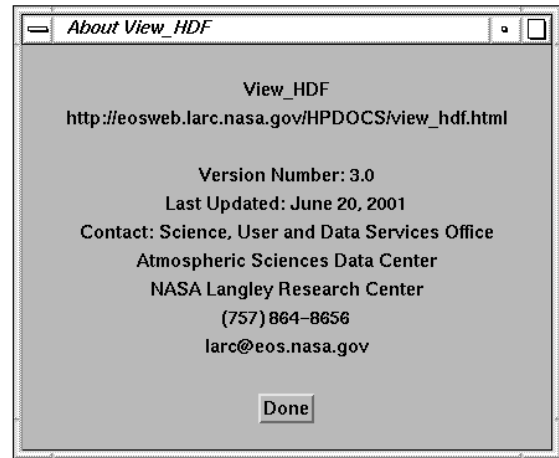 About View_HDF
View_HDF
http://eosweb.larc.nasa.gov/HPDOCS/view_hdf.html
Version Number: 3.0
Last Updated: June 20, 2001
Contact: Science, User and Data Services Office
Atmospheric Sciences Data Center
NASA Langley Research Center
(757) 864-8656
larc@eos.nasa.gov
Done